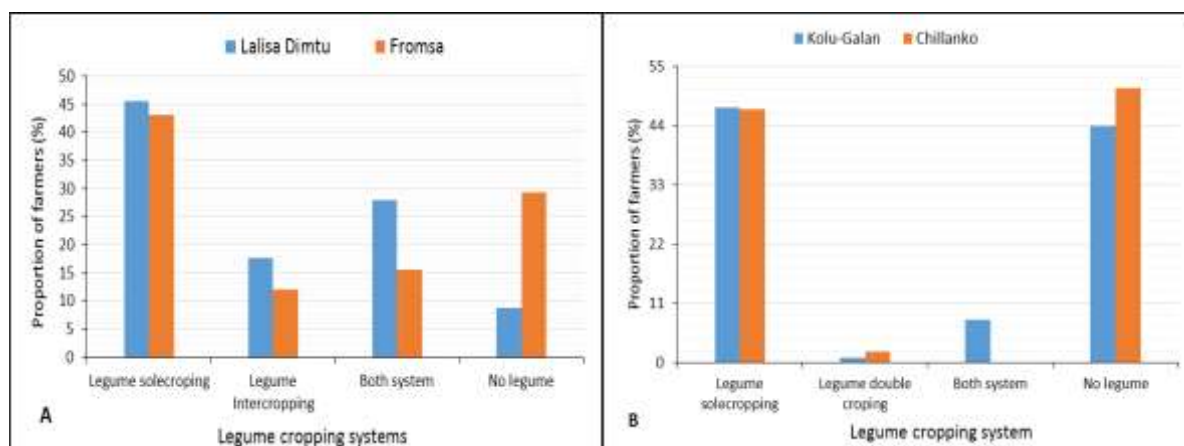 Lalisa Dimtu Fromsa
50
45
40
35
30
25
20
15
10
5
0
Proportion of farmers (%)
Legume solecroping Legume Both system No legume
Intercropping
A
Legume cropping systems
Kolu-Galan Chillanko
55
44
33
22
11
0
Proportion of farmers (%)
Legume Legume double Both system No legume
solecropping croping
B
Legume cropping system